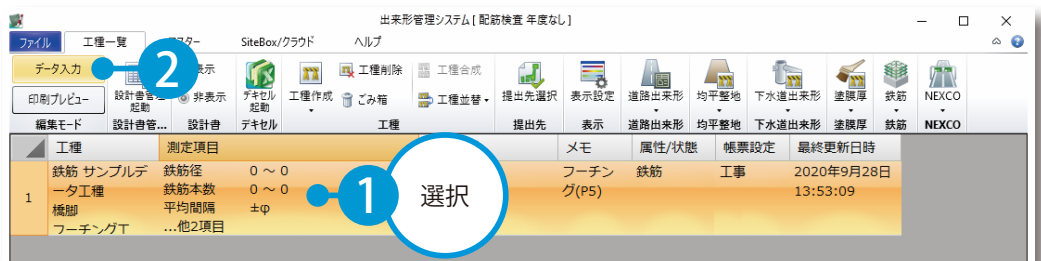 出来形管理システム [ 配筋検査 年度なし ]
ファイル 工種一覧 スター SiteBox/クラウド ヘルプ
データ入力
印刷プレビュー
編集モード
設計書管理
起動
設計書管...
表示
非表示
設計書
デキセル
起動
デキセル
工種作成
工種削除
ごみ箱
工種合成
工種並替
工種
提出先選択
提出先
表示設定
表示
道路出来形
道路出来形
均平整地
均平整地
下水道出来形
下水道出来形
塗膜厚
塗膜厚
鉄筋
鉄筋
NEXCO
NEXCO
2
工種 測定項目 メモ 属性/状態 帳票設定 最終更新日時
1
鉄筋 サンプルデ
ータ工種
橋脚
フーチング工
鉄筋径 0 ～ 0
鉄筋本数 0 ～ 0
平均間隔 ±φ
...他2項目
1
選択
フーチン
グ(P5)
鉄筋
工事
2020年9月28日
13:53:09